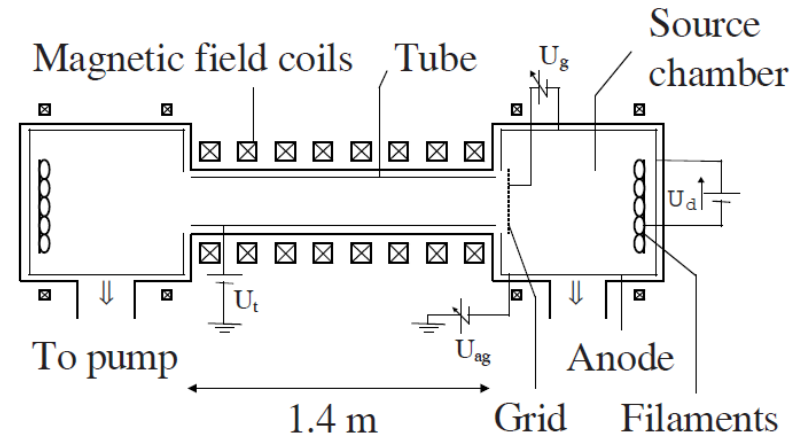 Source
Magnetic field coils
Tube
U_g
chamber
U_d
U_t
To pump
U_ag
Anode
1.4 m
Grid
Filaments